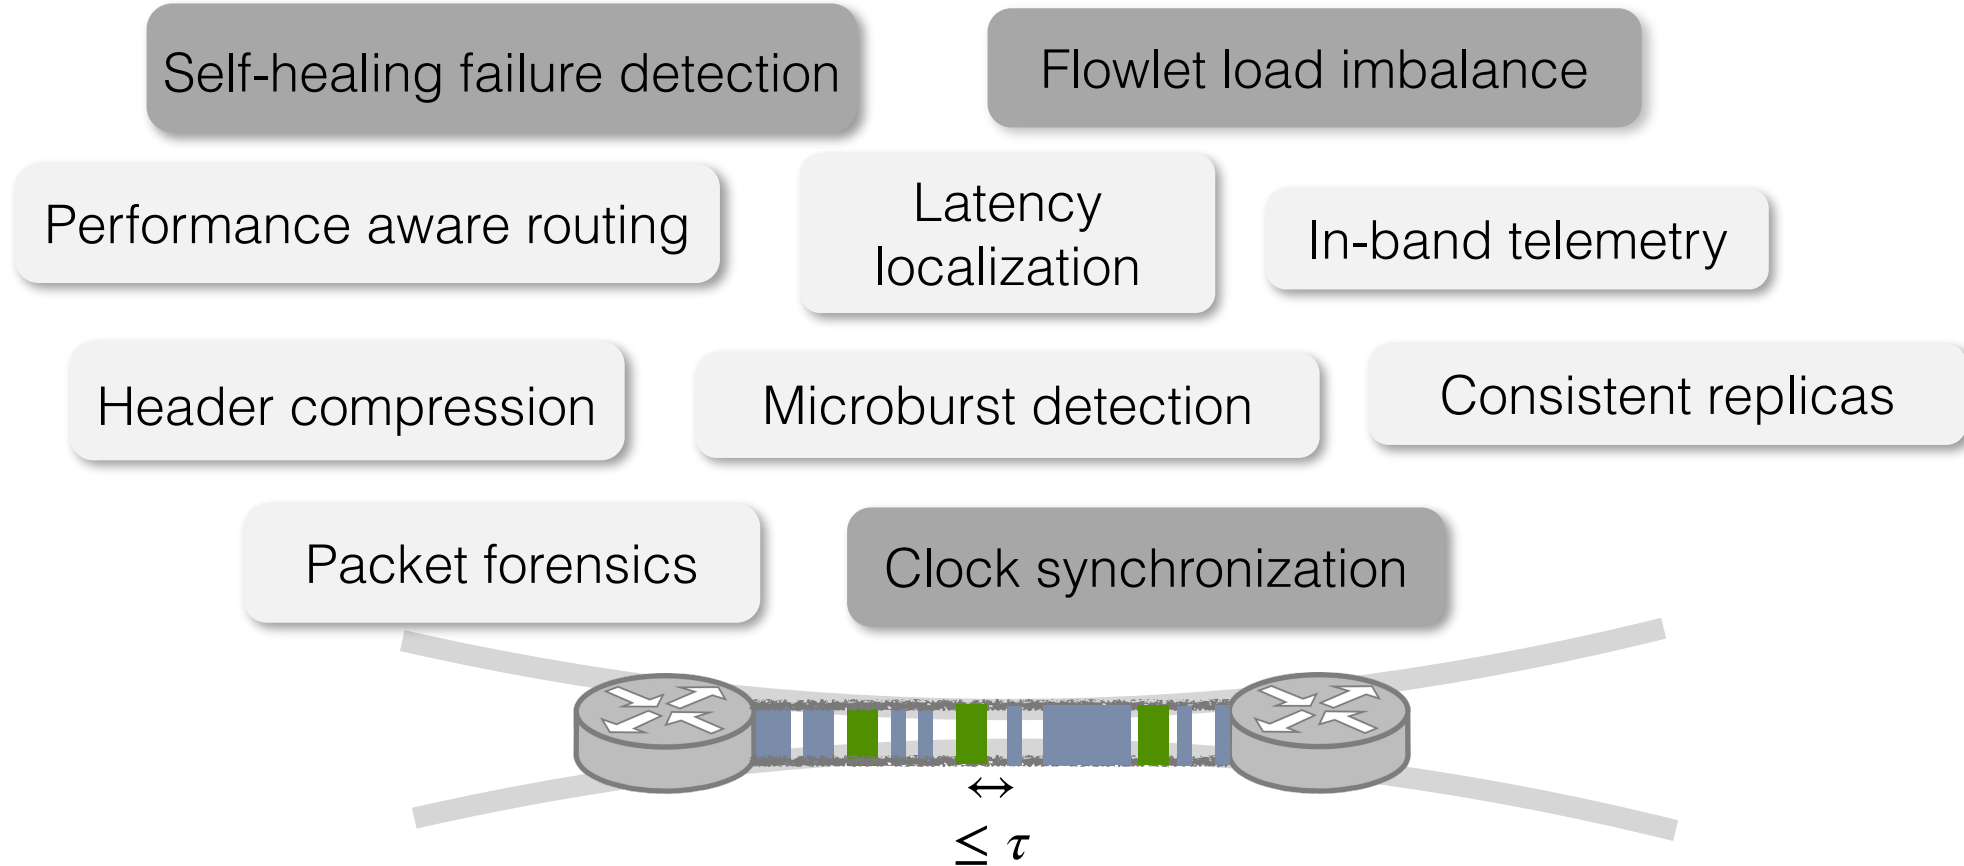 Self-healing failure detection
Flowlet load imbalance
Performance aware routing
Latency
localization
In-band telemetry
Header compression
Microburst detection
Consistent replicas
Packet forensics
Clock synchronization
≤ τ